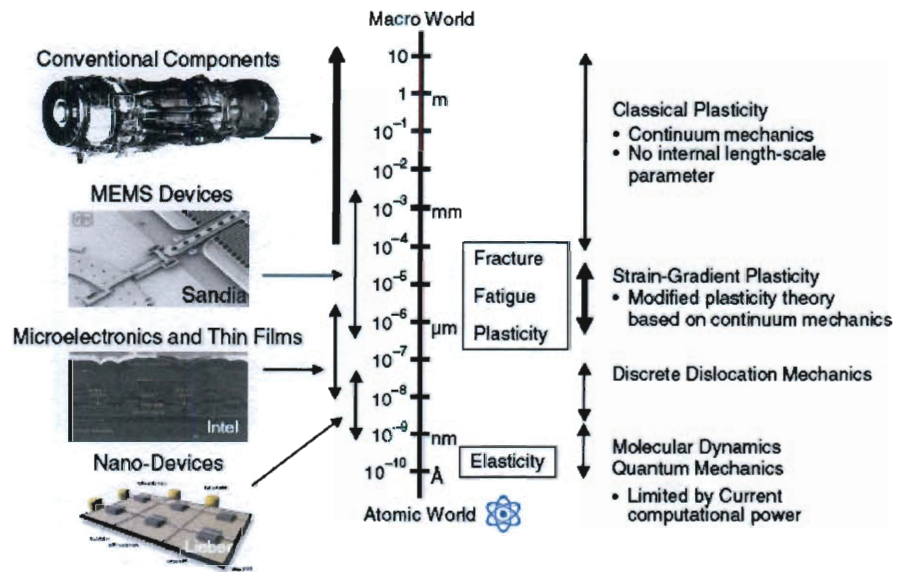 Macro World
Conventional Components
MEMS Devices
Sandia
Microelectronics and Thin Films
Intel
Nano-Devices
Lieber
10
1
m
10⁻¹
10⁻²
10⁻³
mm
10⁻⁴
10⁻⁵
10⁻⁶
μm
10⁻⁷
10⁻⁸
10⁻⁹
nm
10⁻¹⁰
A
Atomic World
Fracture
Fatigue
Plasticity
Elasticity
Classical Plasticity
• Continuum mechanics
• No internal length-scale
parameter
Strain-Gradient Plasticity
• Modified plasticity theory
based on continuum mechanics
Discrete Dislocation Mechanics
Molecular Dynamics
Quantum Mechanics
• Limited by Current
computational power